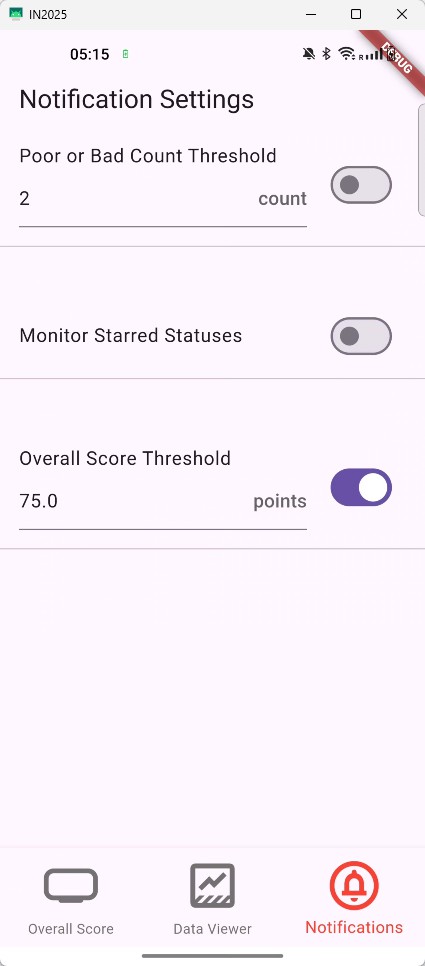 IN2025
05:15
R
DEBUG
Notification Settings
Poor or Bad Count Threshold
2 count
Monitor Starred Statuses
Overall Score Threshold
75.0 points
Overall Score
Data Viewer
Notifications